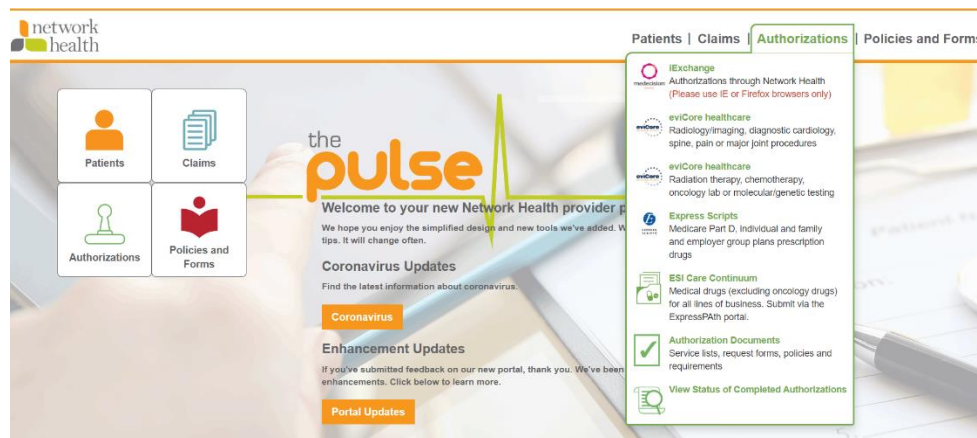 network
health
Patients | Claims | Authorizations | Policies and Forms
Patients
Claims
Authorizations
Policies and
Forms
the
pulse
Welcome to your new Network Health provider p
We hope you enjoy the simplified design and new tools we've added. W
tips. It will change often.
Coronavirus Updates
Find the latest information about coronavirus.
Coronavirus
Enhancement Updates
If you've submitted feedback on our new portal, thank you. We've been
enhancements. Click below to learn more.
Portal Updates
iExchange
Authorizations through Network Health
(Please use IE or Firefox browsers only)
medecision
eviCore healthcare
Radiology/imaging, diagnostic cardiology,
spine, pain or major joint procedures
eviCore
eviCore healthcare
Radiation therapy, chemotherapy,
oncology lab or molecular/genetic testing
eviCore
Express Scripts
Medicare Part D, individual and family
and employer group plans prescription
drugs
ESI Care Continuum
Medical drugs (excluding oncology drugs)
for all lines of business. Submit via the
ExpressPAth portal.
Authorization Documents
Service lists, request forms, policies and
requirements
View Status of Completed Authorizations